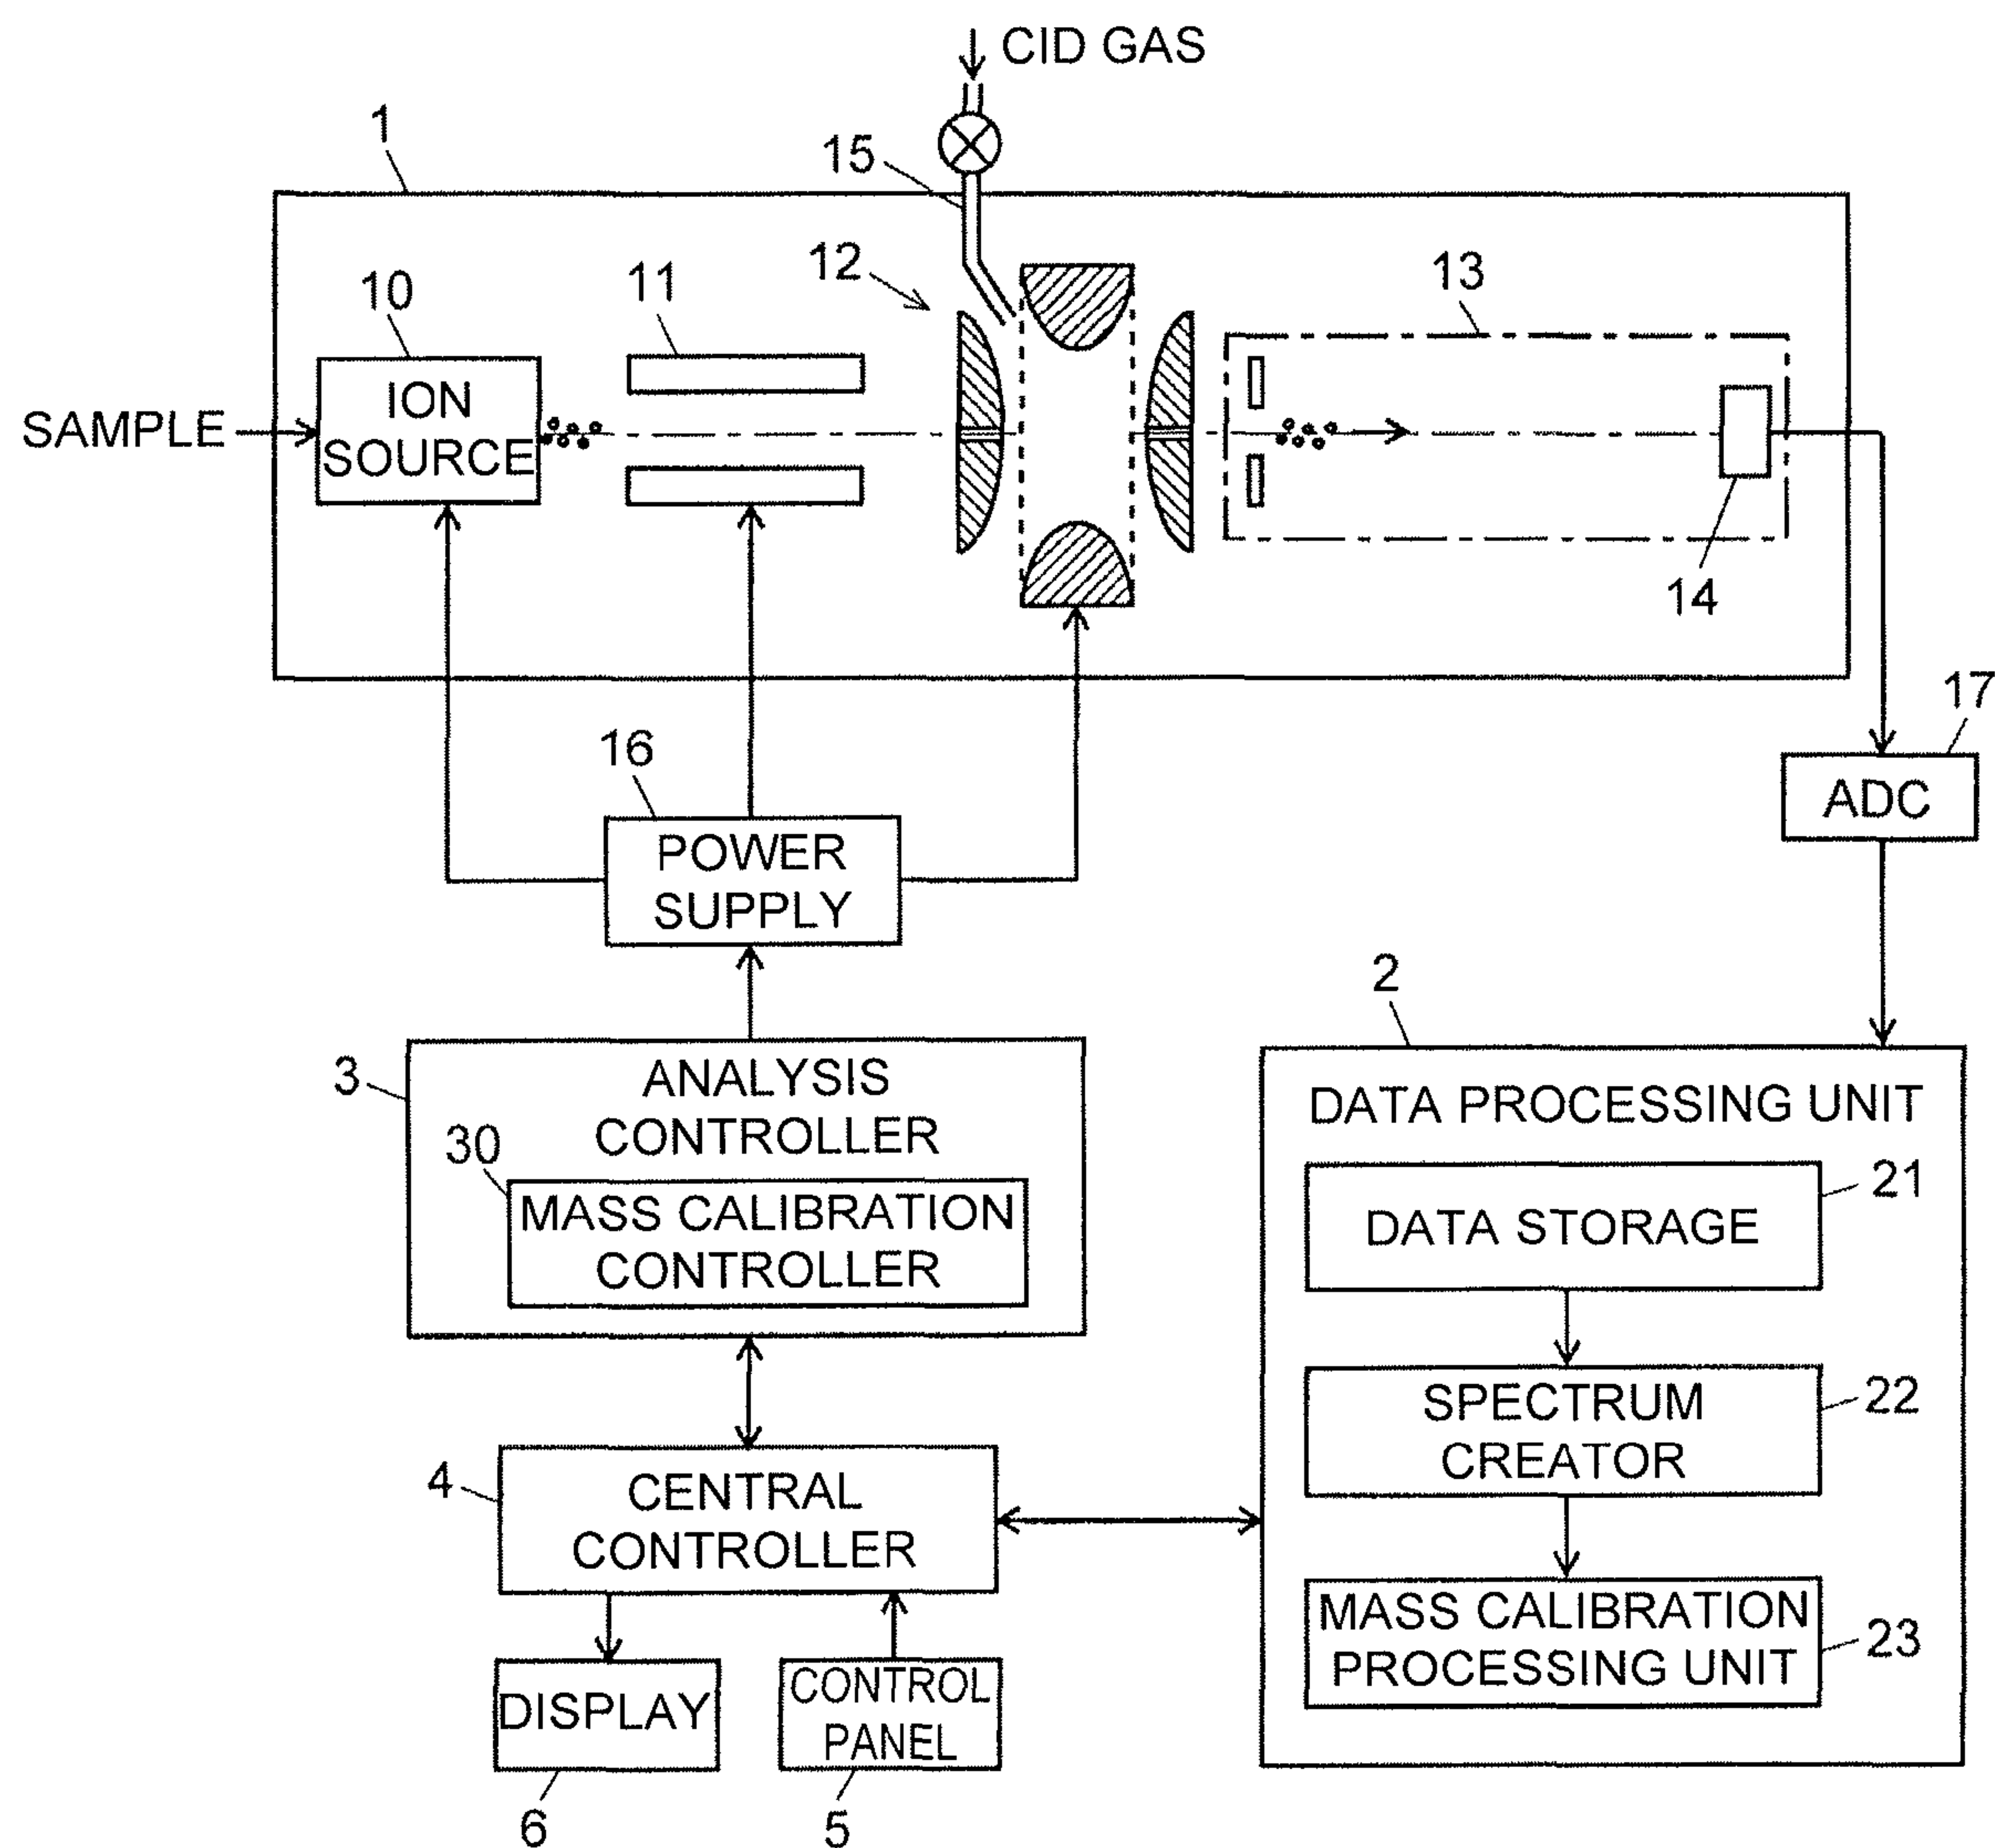 CID GAS
1
15
12
13
10
11
ION
SOURCE
SAMPLE
14
17
16
ADC
POWER
SUPPLY
2
3
ANALYSIS
CONTROLLER
DATA PROCESSING UNIT
30
MASS CALIBRATION
CONTROLLER
21
DATA STORAGE
SPECTRUM
CREATOR
22
4
CENTRAL
CONTROLLER
MASS CALIBRATION
PROCESSING UNIT
23
DISPLAY
CONTROL
PANEL
6
5